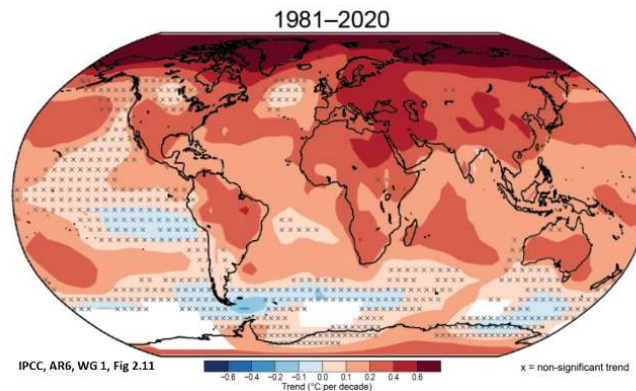 1981–2020
IPCC, AR6, WG 1, Fig 2.11
−0.6 −0.4 −0.2 −0.1 0.0 0.1 0.2 0.4 0.6
Trend (°C per decade)
x = non-significant trend